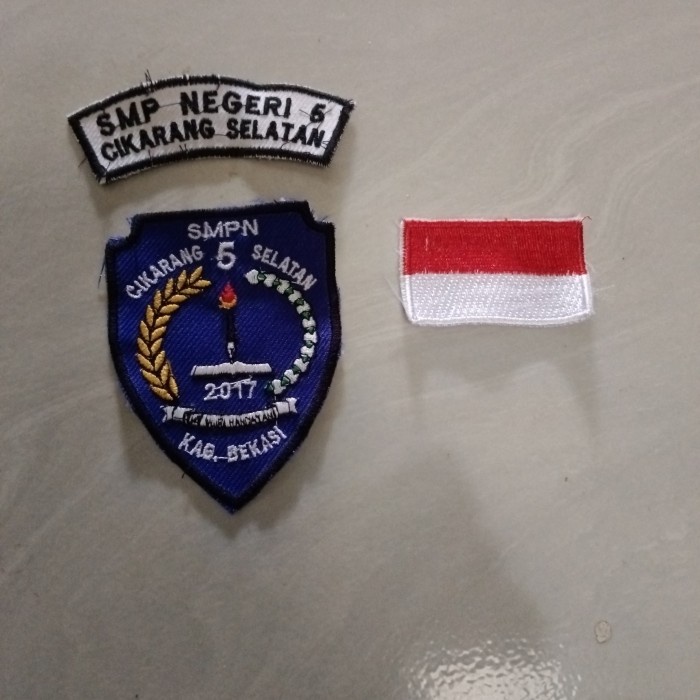 SMP NEGERI 5
CIKARANG SELATAN
SMPN
5
CIKARANG SELATAN
2017
KAB. BEKASI